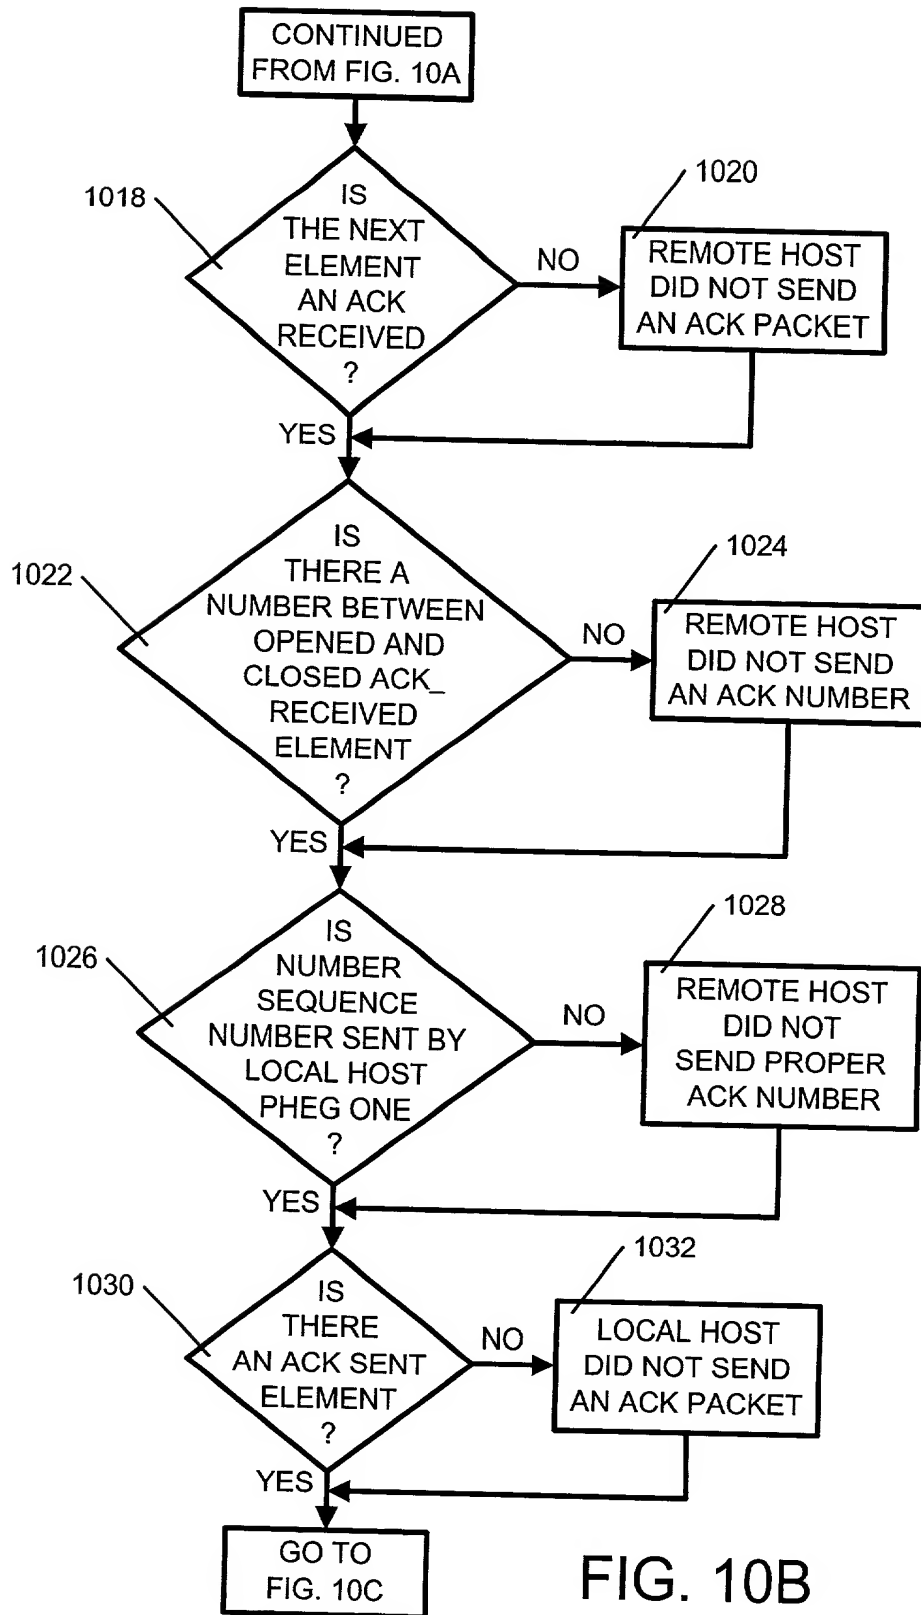 CONTINUED
FROM FIG. 10A
1018
IS
THE NEXT
ELEMENT
AN ACK
RECEIVED
?
NO
1020
REMOTE HOST
DID NOT SEND
AN ACK PACKET
YES
1022
IS
THERE A
NUMBER BETWEEN
OPENED AND
CLOSED ACK_
RECEIVED
ELEMENT
?
NO
1024
REMOTE HOST
DID NOT SEND
AN ACK NUMBER
YES
1026
IS
NUMBER
SEQUENCE
NUMBER SENT BY
LOCAL HOST
PHEG ONE
?
NO
1028
REMOTE HOST
DID NOT
SEND PROPER
ACK NUMBER
YES
1030
IS
THERE
AN ACK SENT
ELEMENT
?
NO
1032
LOCAL HOST
DID NOT SEND
AN ACK PACKET
YES
GO TO
FIG. 10C
FIG. 10B